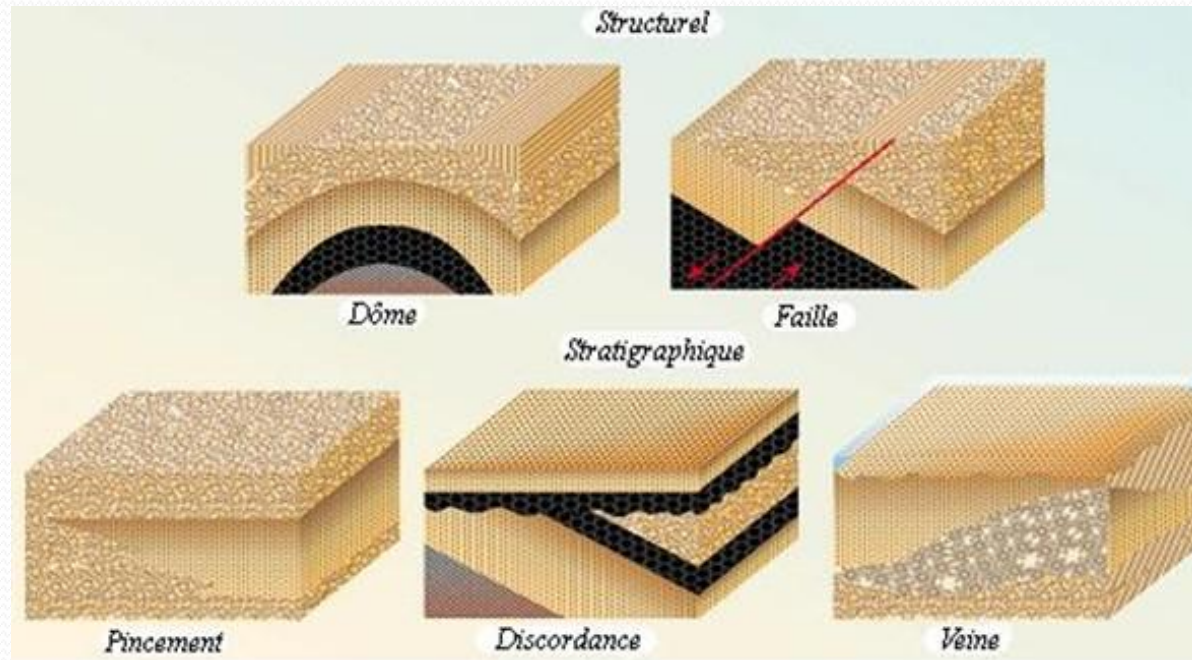 Structurel
Dôme
Faille
Stratigraphique
Pincement
Discordance
Veine